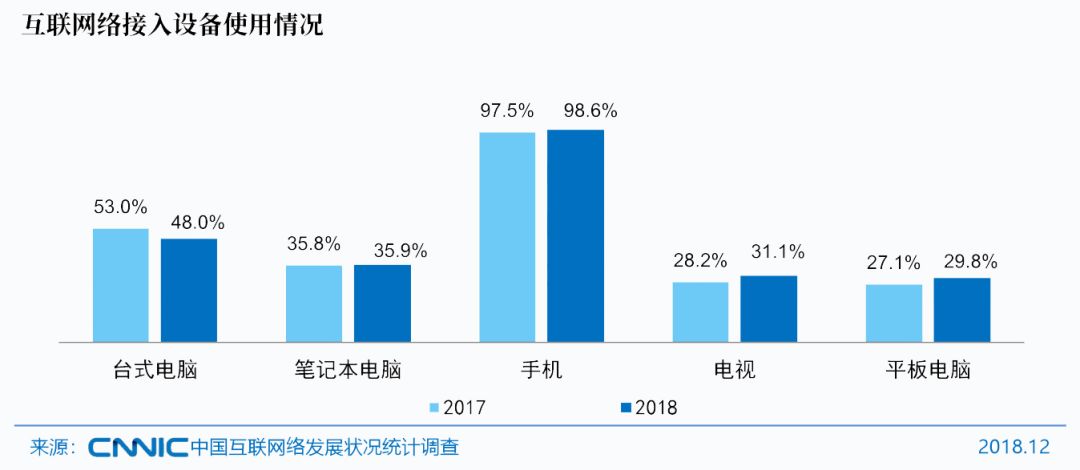 互联网络接入设备使用情况
97.5% 98.6%
53.0% 48.0%
35.8% 35.9%
28.2% 31.1%
27.1% 29.8%
台式电脑 笔记本电脑 手机 电视 平板电脑
2017 2018
来源：CNNIC中国互联网络发展状况统计调查 2018.12